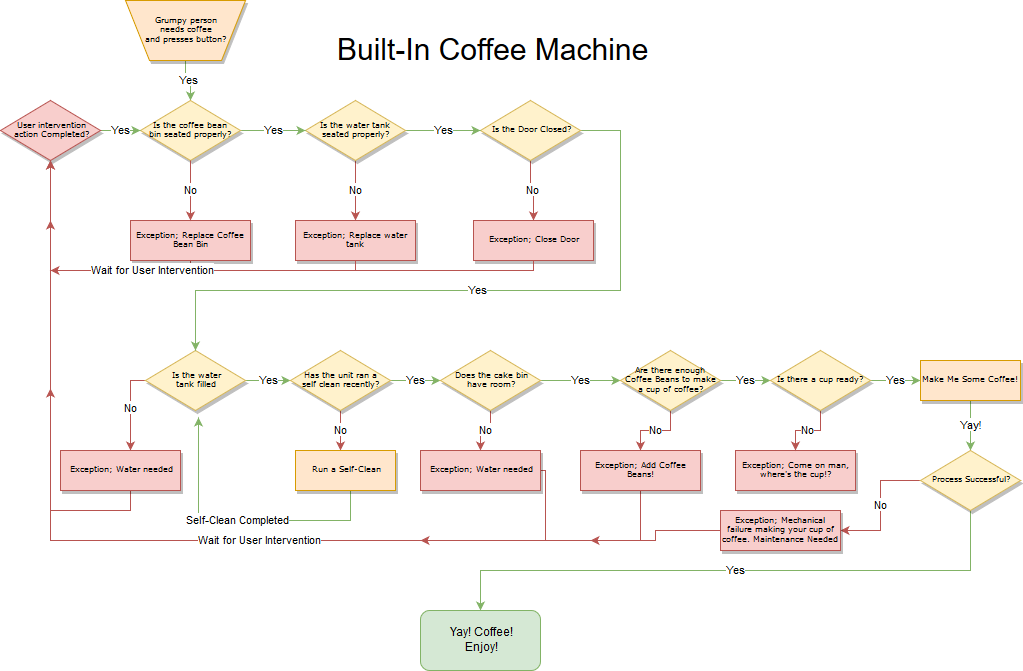 Grumpy person
needs coffee
and presses button?
Built-In Coffee Machine
Yes
User intervention
action Completed?
Yes
Is the coffee bean
bin seated properly?
Yes
Is the water tank
seated properly?
Yes
Is the Door Closed?
No
No
No
Exception; Replace Coffee
Bean Bin
Exception; Replace water
tank
Exception; Close Door
Wait for User Intervention
Yes
Is the water
tank filled
Yes
Has the unit ran a
self clean recently?
Yes
Does the cake bin
have room?
Yes
Are there enough
Coffee Beans to make
a cup of coffee?
Yes
Is there a cup ready?
Yes
Make Me Some Coffee!
No
No
No
No
No
Yay!
Exception; Water needed
Run a Self-Clean
Exception; Water needed
Exception; Add Coffee
Beans!
Exception; Come on man,
where's the cup!?
Process Successful?
No
Self-Clean Completed
Exception; Mechanical
failure making your cup of
coffee. Maintenance Needed
Wait for User Intervention
Yes
Yay! Coffee!
Enjoy!